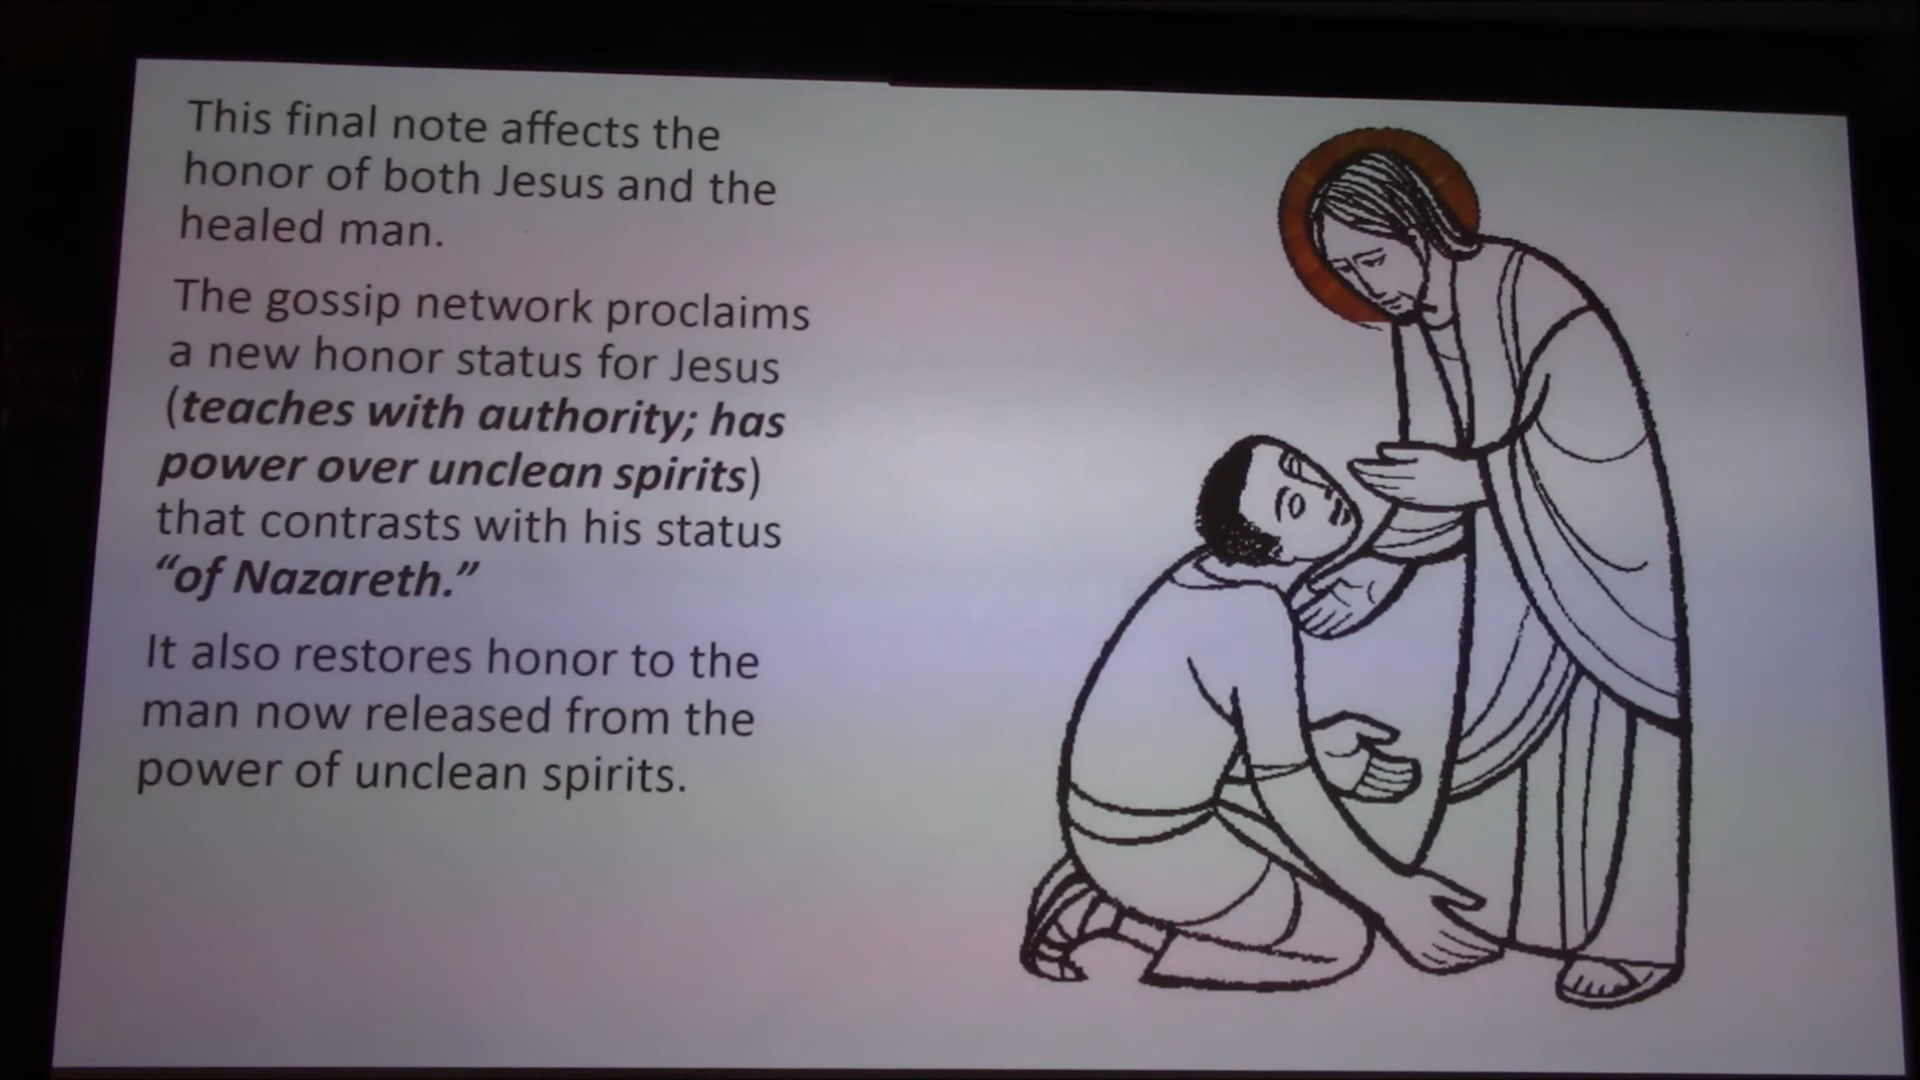 This final note affects the
honor of both Jesus and the
healed man.
The gossip network proclaims
a new honor status for Jesus
(teaches with authority; has
power over unclean spirits)
that contrasts with his status
“of Nazareth.”
It also restores honor to the
man now released from the
power of unclean spirits.